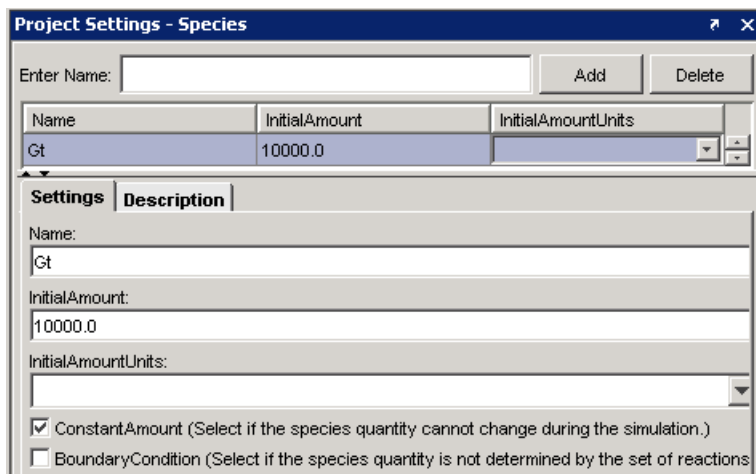 Project Settings - Species
Enter Name: Add Delete
Name InitialAmount InitialAmountUnits
Gt 10000.0
Settings Description
Name:
Gt
InitialAmount:
10000.0
InitialAmountUnits:
ConstantAmount (Select if the species quantity cannot change during the simulation.)
BoundaryCondition (Select if the species quantity is not determined by the set of reactions